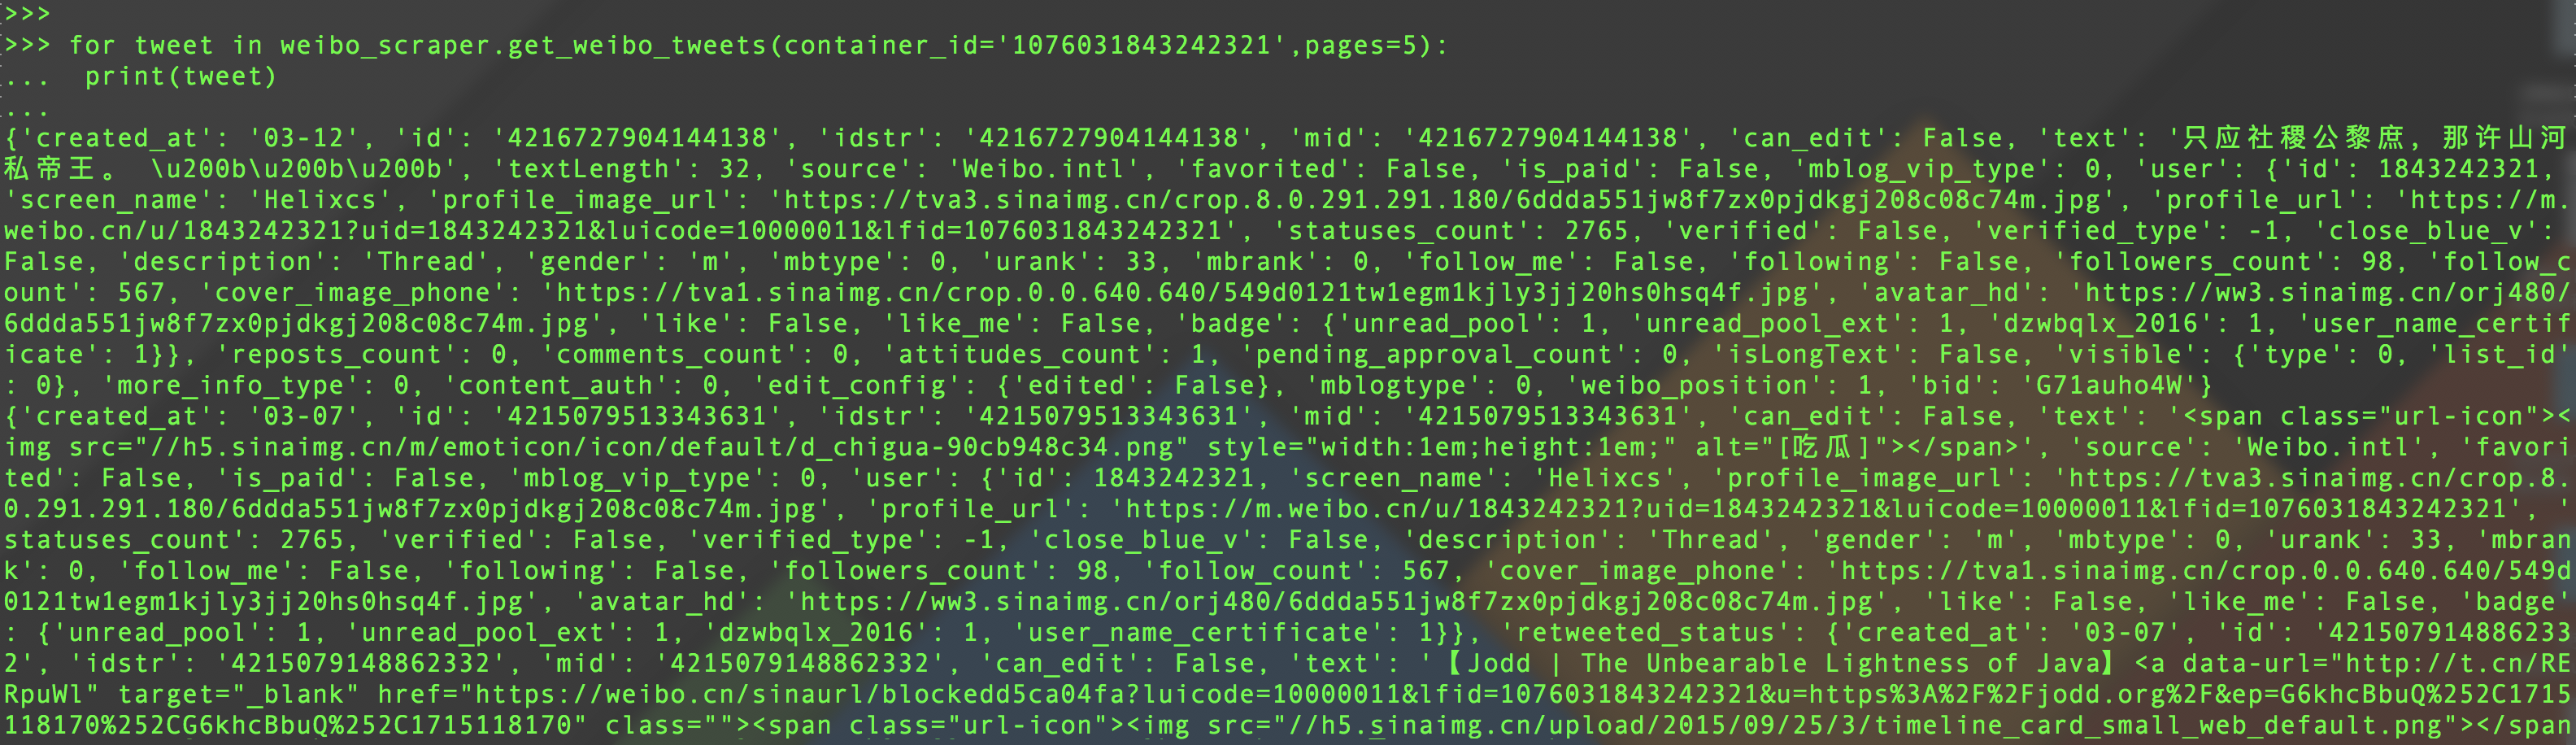 >>>
>>> for tweet in weibo_scraper.get_weibo_tweets(container_id='1076031843242321',pages=5):
...  print(tweet)
...
{'created_at': '03-12', 'id': '4216727904144138', 'idstr': '4216727904144138', 'mid': '4216727904144138', 'can_edit': False, 'text': '只应社稷公黎庶，那许山河
私帝王。 \u200b\u200b\u200b', 'textLength': 32, 'source': 'Weibo.intl', 'favorited': False, 'is_paid': False, 'mblog_vip_type': 0, 'user': {'id': 1843242321,
'screen_name': 'Helixcs', 'profile_image_url': 'https://tva3.sinaimg.cn/crop.8.0.291.291.180/6ddda551jw8f7zx0pjdkgj208c08c74m.jpg', 'profile_url': 'https://m.
weibo.cn/u/1843242321?uid=1843242321&luicode=10000011&lfid=1076031843242321', 'statuses_count': 2765, 'verified': False, 'verified_type': -1, 'close_blue_v':
False, 'description': 'Thread', 'gender': 'm', 'mbtype': 0, 'urank': 33, 'mbrank': 0, 'follow_me': False, 'following': False, 'followers_count': 98, 'follow_c
ount': 567, 'cover_image_phone': 'https://tva1.sinaimg.cn/crop.0.0.640.640/549d0121tw1egm1kjly3jj20hs0hsq4f.jpg', 'avatar_hd': 'https://ww3.sinaimg.cn/orj480/
6ddda551jw8f7zx0pjdkgj208c08c74m.jpg', 'like': False, 'like_me': False, 'badge': {'unread_pool': 1, 'unread_pool_ext': 1, 'dzwbqlx_2016': 1, 'user_name_certif
icate': 1}}, 'reposts_count': 0, 'comments_count': 0, 'attitudes_count': 1, 'pending_approval_count': 0, 'isLongText': False, 'visible': {'type': 0, 'list_id'
: 0}, 'more_info_type': 0, 'content_auth': 0, 'edit_config': {'edited': False}, 'mblogtype': 0, 'weibo_position': 1, 'bid': 'G71auho4W'}
{'created_at': '03-07', 'id': '4215079513343631', 'idstr': '4215079513343631', 'mid': '4215079513343631', 'can_edit': False, 'text': '<span class="url-icon"><
img src="//h5.sinaimg.cn/m/emoticon/icon/default/d_chigua-90cb948c34.png" style="width:1em;height:1em;" alt="[吃瓜]"></span>', 'source': 'Weibo.intl', 'favori
ted': False, 'is_paid': False, 'mblog_vip_type': 0, 'user': {'id': 1843242321, 'screen_name': 'Helixcs', 'profile_image_url': 'https://tva3.sinaimg.cn/crop.8.
0.291.291.180/6ddda551jw8f7zx0pjdkgj208c08c74m.jpg', 'profile_url': 'https://m.weibo.cn/u/1843242321?uid=1843242321&luicode=10000011&lfid=1076031843242321', '
statuses_count': 2765, 'verified': False, 'verified_type': -1, 'close_blue_v': False, 'description': 'Thread', 'gender': 'm', 'mbtype': 0, 'urank': 33, 'mbran
k': 0, 'follow_me': False, 'following': False, 'followers_count': 98, 'follow_count': 567, 'cover_image_phone': 'https://tva1.sinaimg.cn/crop.0.0.640.640/549d
0121tw1egm1kjly3jj20hs0hsq4f.jpg', 'avatar_hd': 'https://ww3.sinaimg.cn/orj480/6ddda551jw8f7zx0pjdkgj208c08c74m.jpg', 'like': False, 'like_me': False, 'badge'
: {'unread_pool': 1, 'unread_pool_ext': 1, 'dzwbqlx_2016': 1, 'user_name_certificate': 1}}, 'retweeted_status': {'created_at': '03-07', 'id': '421507914886233
2', 'idstr': '4215079148862332', 'mid': '4215079148862332', 'can_edit': False, 'text': '【Jodd | The Unbearable Lightness of Java】<a data-url="http://t.cn/RE
RpuWl" target="_blank" href="https://weibo.cn/sinaurl/blockedd5ca04fa?luicode=10000011&lfid=1076031843242321&u=https%3A%2F%2Fjodd.org%2F&ep=G6khcBbuQ%252C1715
118170%252CG6khcBbuQ%252C1715118170" class=""><span class="url-icon"><img src="//h5.sinaimg.cn/upload/2015/09/25/3/timeline_card_small_web_default.png"></span